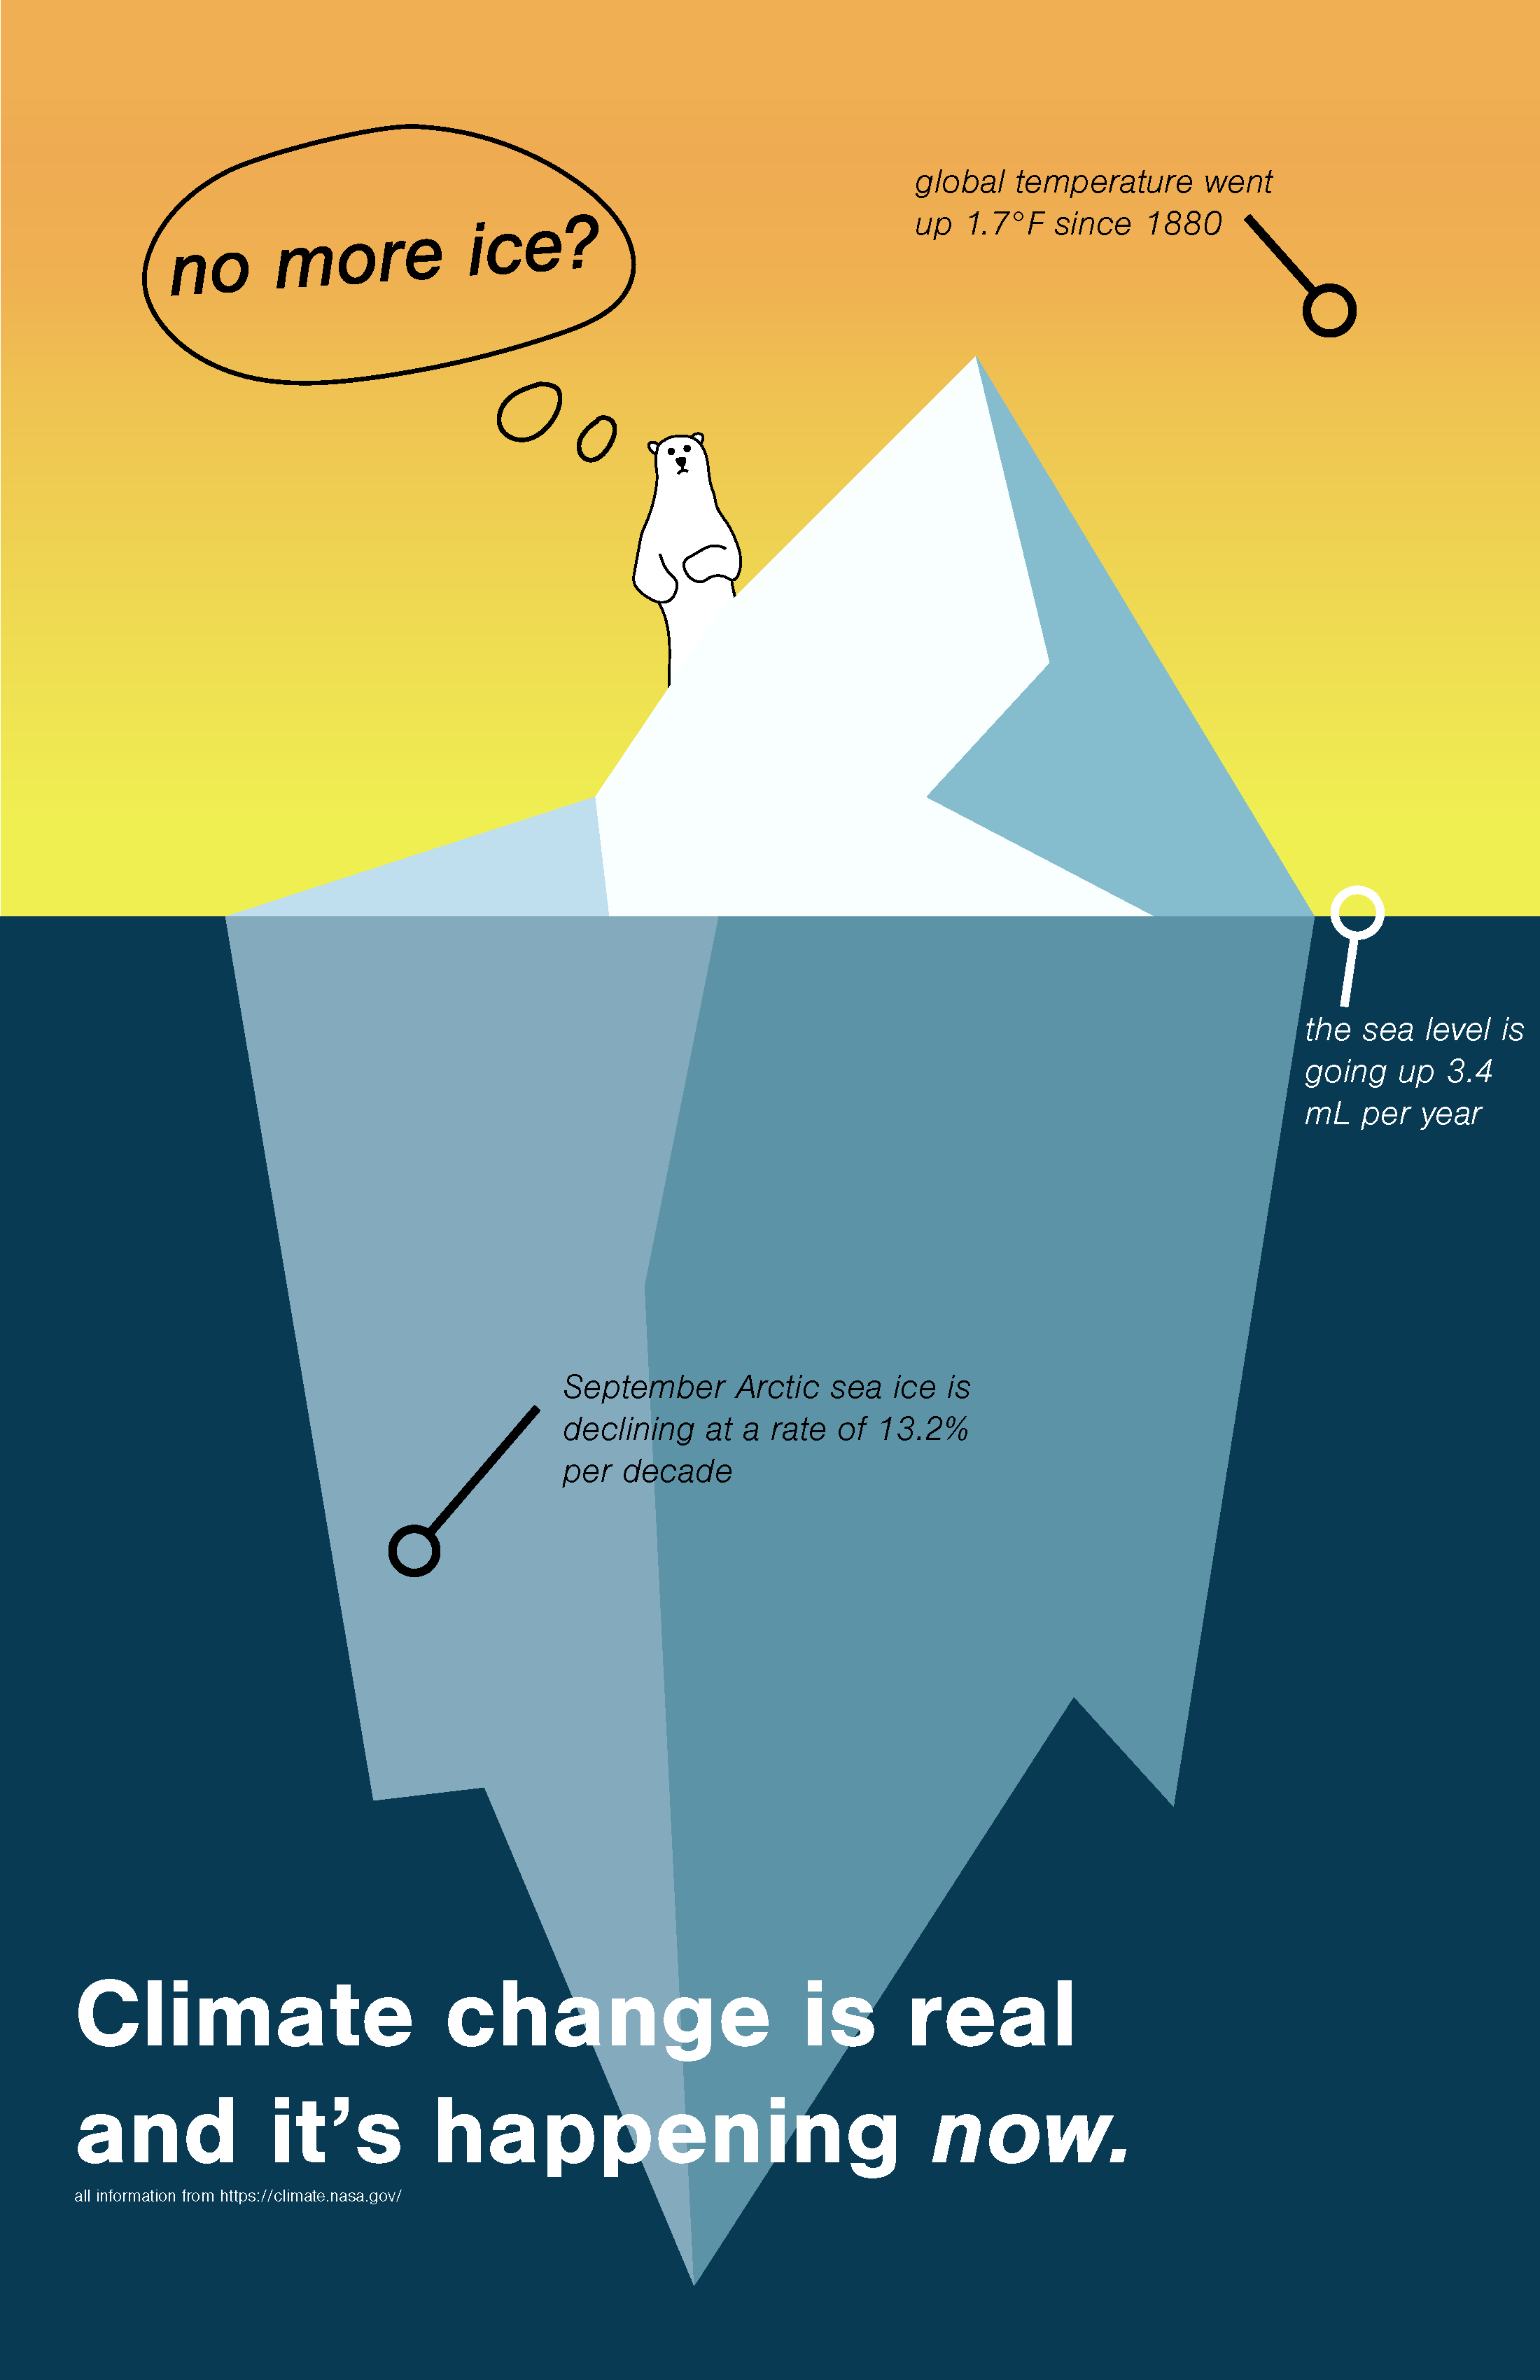 no more ice?
global temperature went
up 1.7°F since 1880
the sea level is
going up 3.4
mL per year
September Arctic sea ice is
declining at a rate of 13.2%
per decade
Climate change is real
and it’s happening now.
all information from https://climate.nasa.gov/